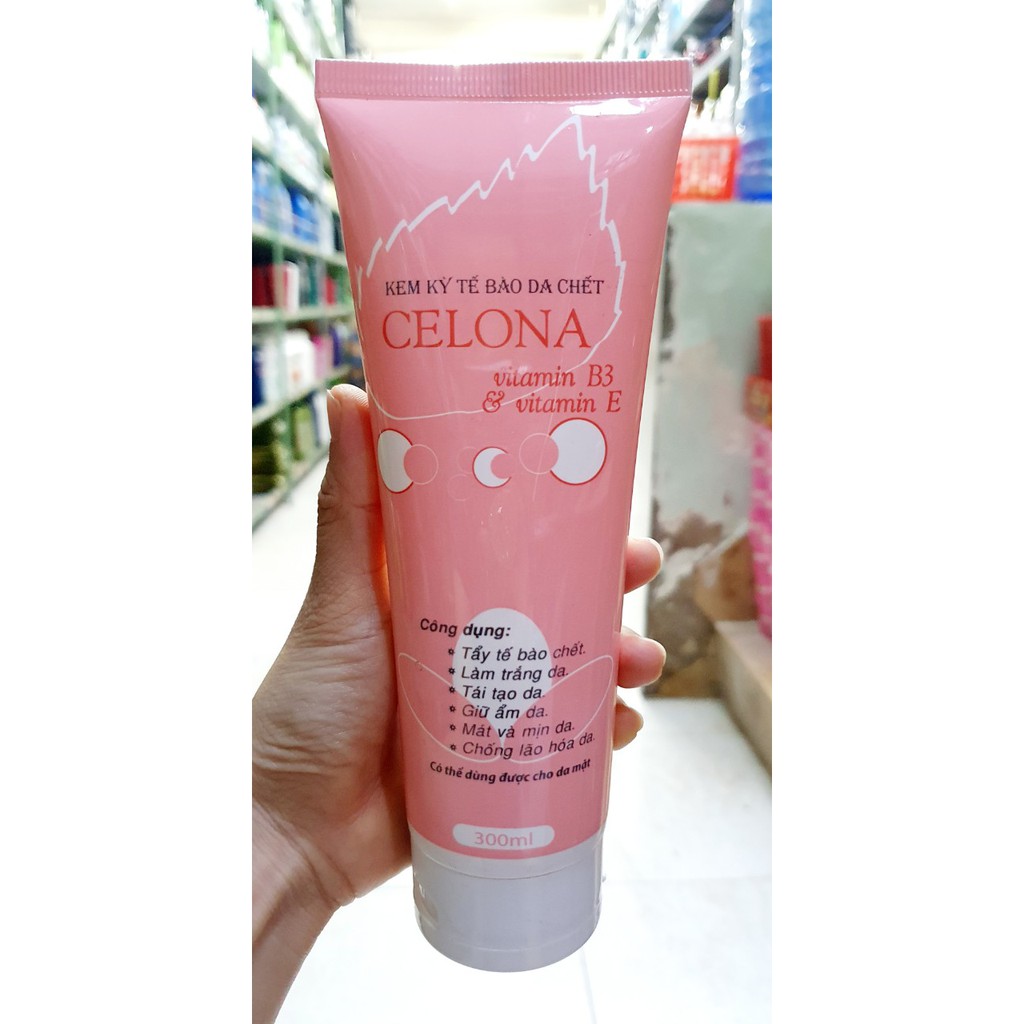 KEM KỲ TẾ BÀO DA CHẾT
CELONA
vitamin B3
& vitamin E
Công dụng:
Tẩy tế bào chết.
Làm trắng da.
Tái tạo da.
Giữ ẩm da.
Mát và mịn da.
Chống lão hóa da.
Có thể dùng được cho da mặt
300ml